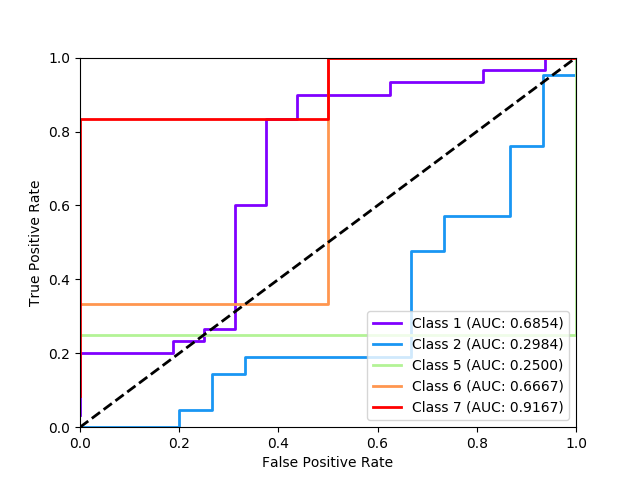 1.0
0.8
0.6
0.4
0.2
0.0
True Positive Rate
Class 1 (AUC: 0.6854)
Class 2 (AUC: 0.2984)
Class 5 (AUC: 0.2500)
Class 6 (AUC: 0.6667)
Class 7 (AUC: 0.9167)
0.0 0.2 0.4 0.6 0.8 1.0
False Positive Rate